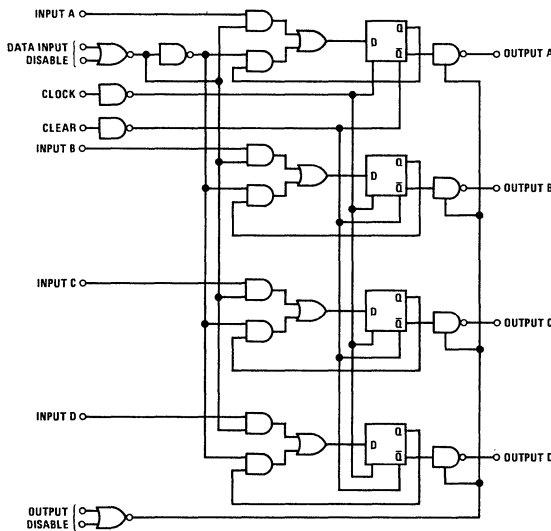 INPUT A
DATA INPUT
DISABLE
CLOCK
CLEAR
INPUT B
INPUT C
INPUT D
OUTPUT
DISABLE
D Q
Q̅
OUTPUT A
D Q
Q̅
OUTPUT B
D Q
Q̅
OUTPUT C
D Q
Q̅
OUTPUT D